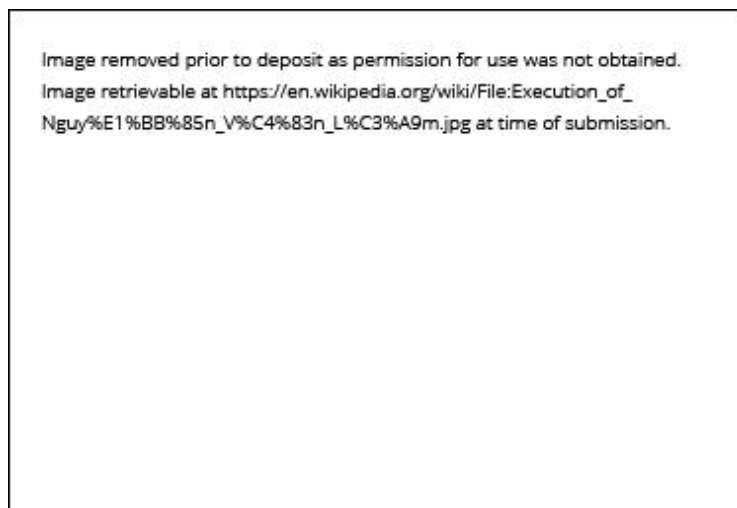 Image removed prior to deposit as permission for use was not obtained.
Image retrievable at https://en.wikipedia.org/wiki/File:Execution_of_
Nguy%E1%BB%85n_V%C4%83n_L%C3%A9m.jpg at time of submission.